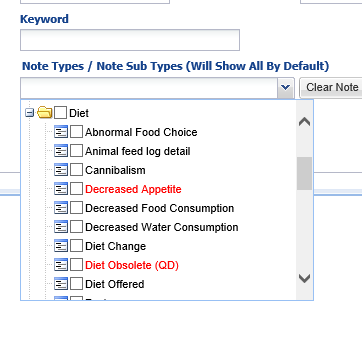 Keyword
Note Types / Note Sub Types (Will Show All By Default)
Clear Note
Diet
Abnormal Food Choice
Animal feed log detail
Cannibalism
Decreased Appetite
Decreased Food Consumption
Decreased Water Consumption
Diet Change
Diet Obsolete (QD)
Diet Offered